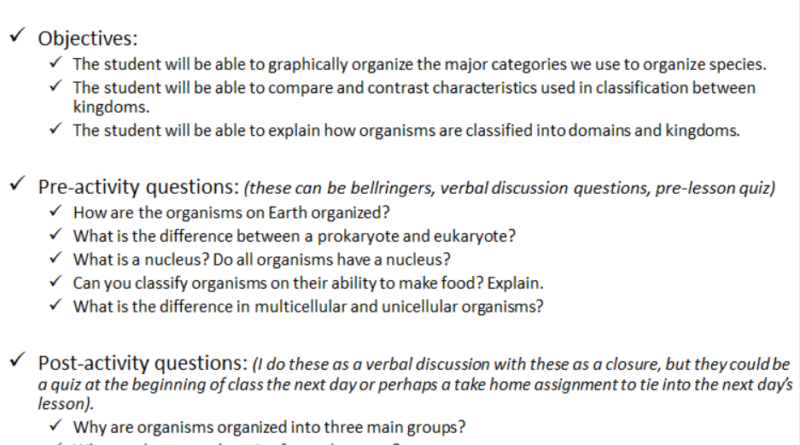 ✓ Objectives:
✓ The student will be able to graphically organize the major categories we use to organize species.
✓ The student will be able to compare and contrast characteristics used in classification between
kingdoms.
✓ The student will be able to explain how organisms are classified into domains and kingdoms.
✓ Pre-activity questions: (these can be bellringers, verbal discussion questions, pre-lesson quiz)
✓ How are the organisms on Earth organized?
✓ What is the difference between a prokaryote and eukaryote?
✓ What is a nucleus? Do all organisms have a nucleus?
✓ Can you classify organisms on their ability to make food? Explain.
✓ What is the difference in multicellular and unicellular organisms?
✓ Post-activity questions: (I do these as a verbal discussion with these as a closure, but they could be
a quiz at the beginning of class the next day or perhaps a take home assignment to tie into the next day's
lesson).
✓ Why are organisms organized into three main groups?